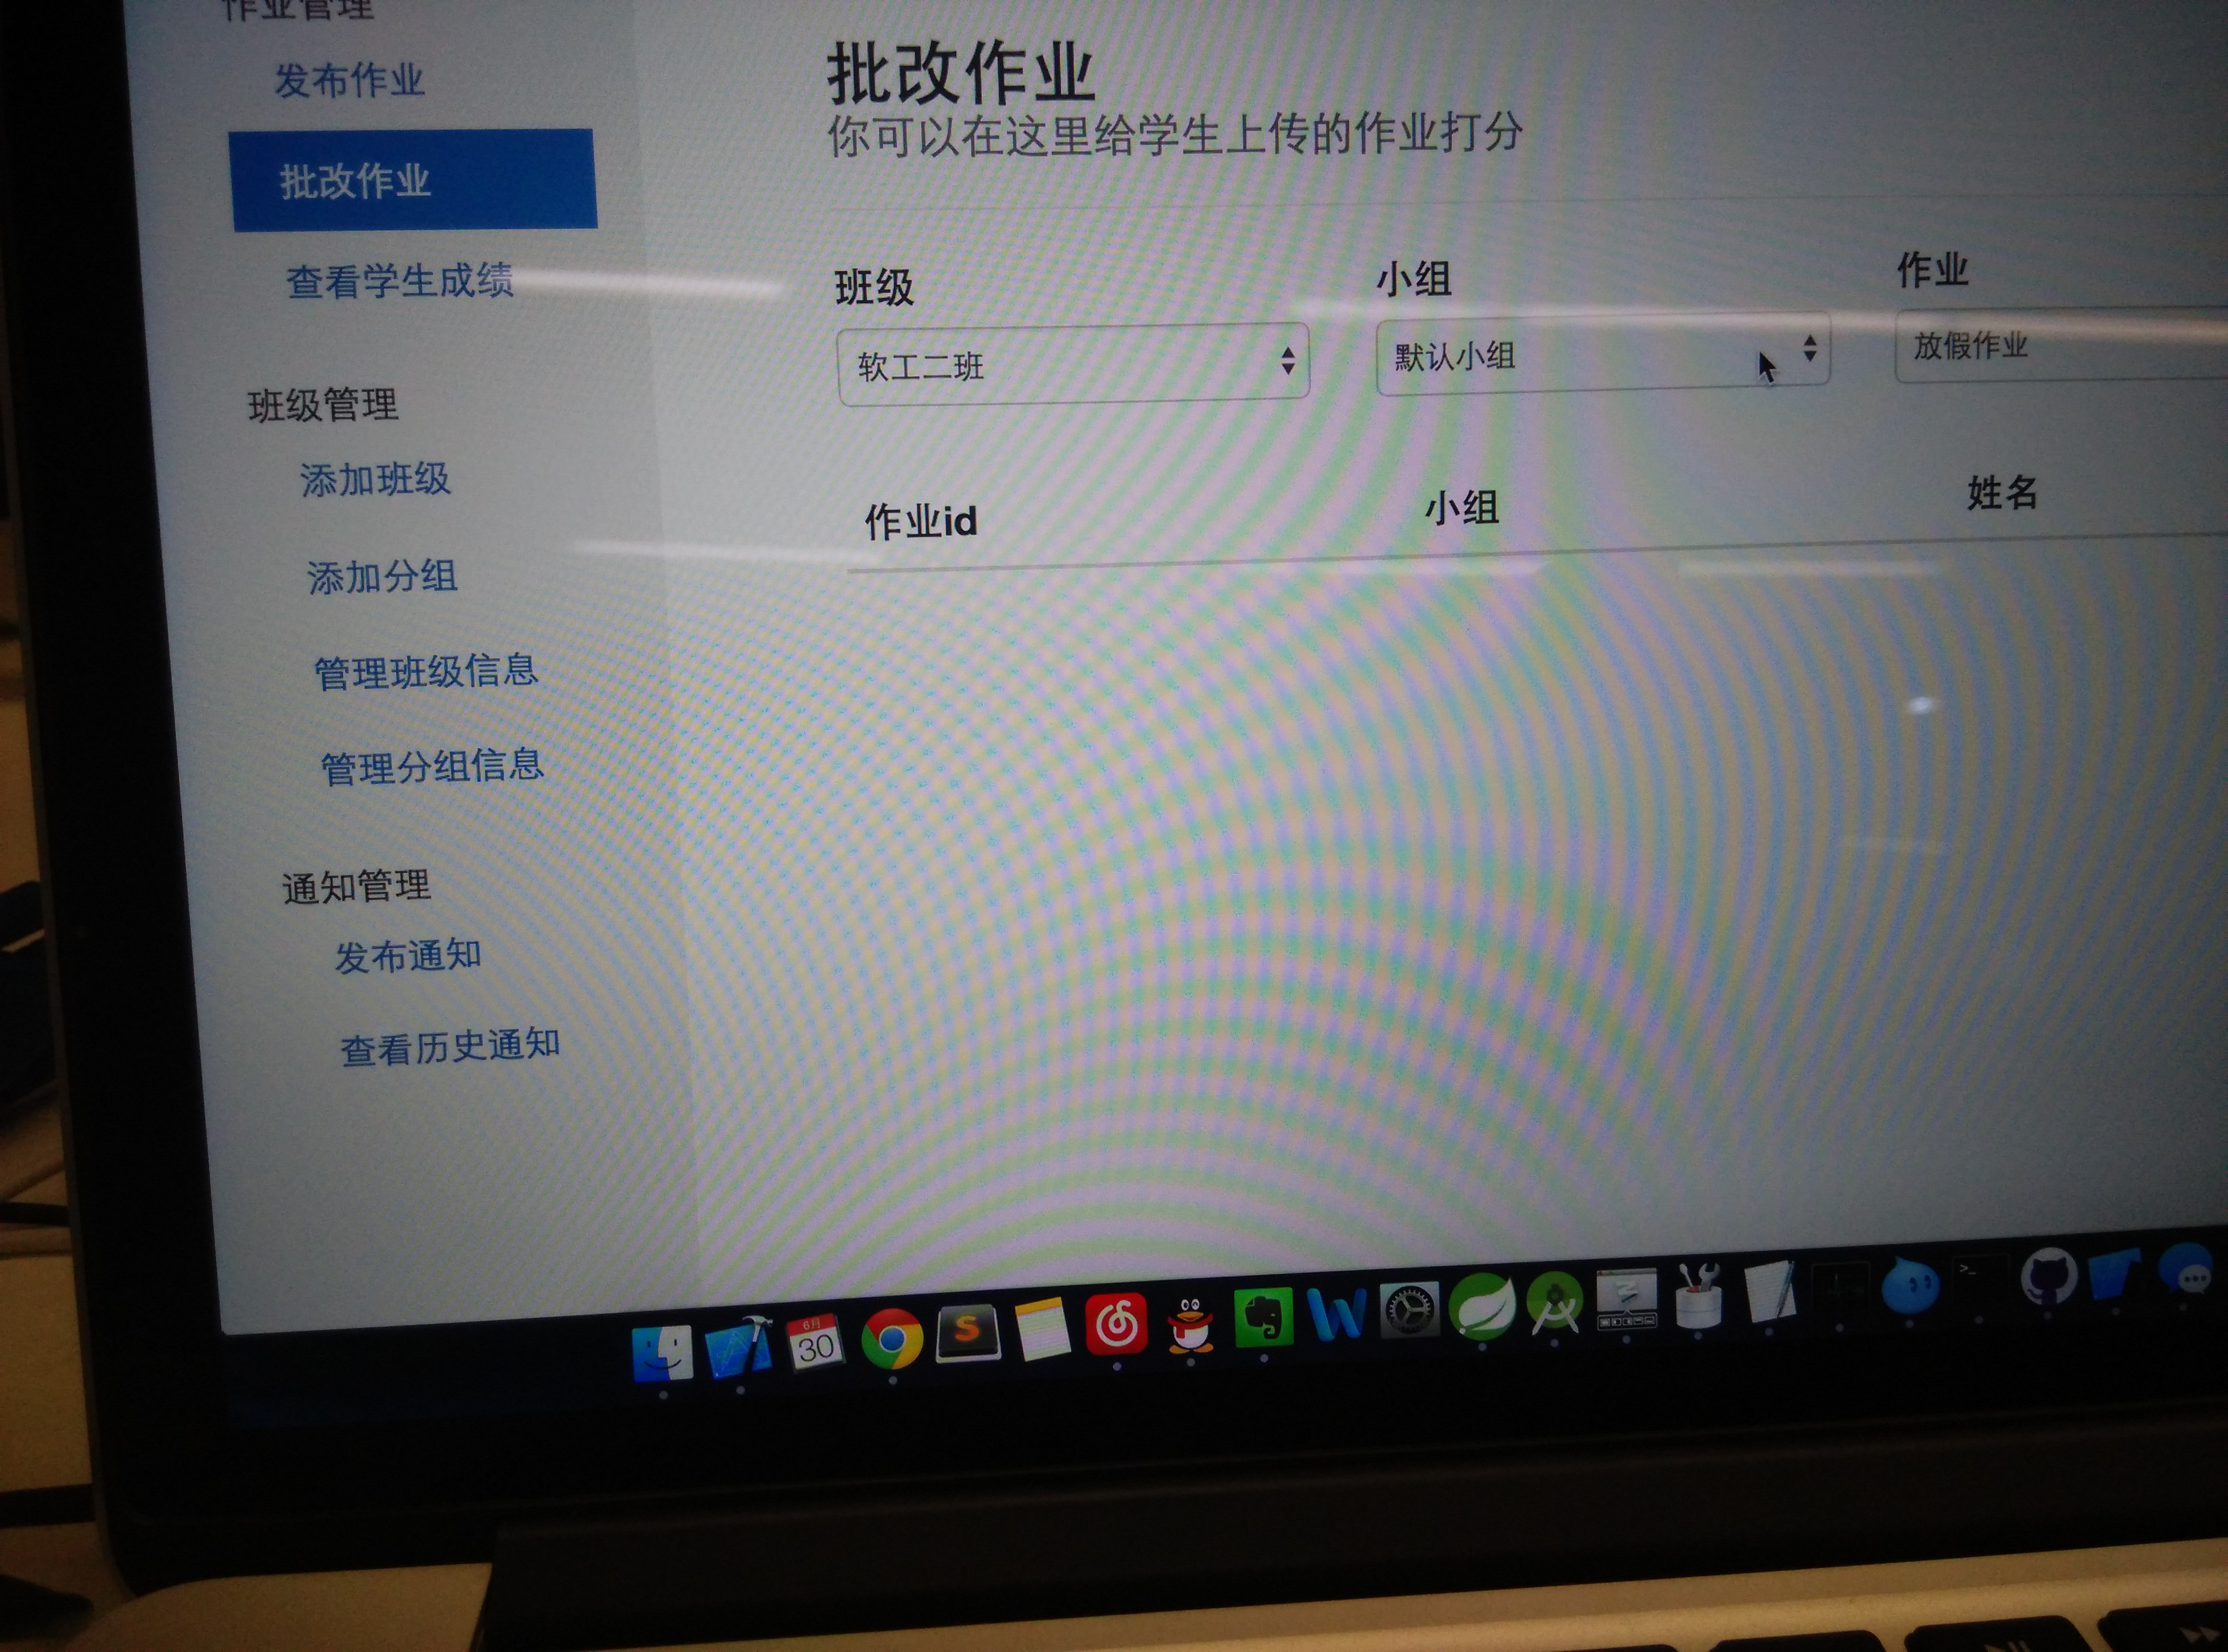 作业管理
发布作业
批改作业
查看学生成绩
班级管理
添加班级
添加分组
管理班级信息
管理分组信息
通知管理
发布通知
查看历史通知
批改作业
你可以在这里给学生上传的作业打分
班级 小组 作业
软工二班 默认小组 放假作业
作业id 小组 姓名
6月
30
S
W
>_